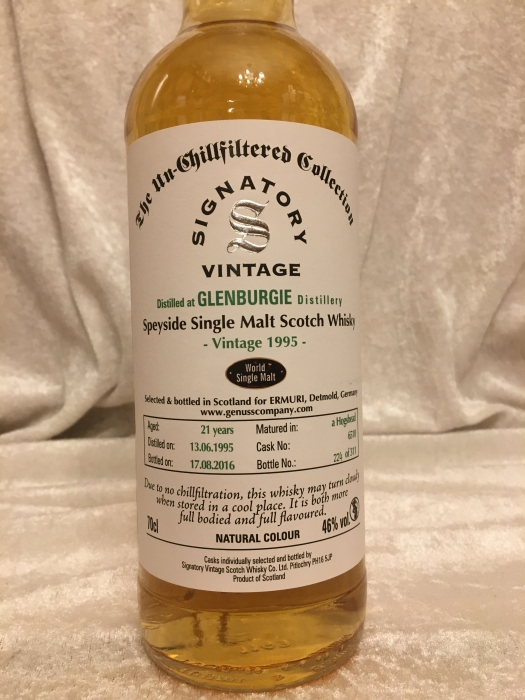 The Un-Chillfiltered Collection
SIGNATORY
S
VINTAGE
Distilled at GLENBURGIE Distillery
Speyside Single Malt Scotch Whisky
- Vintage 1995 -
World
Single Malt
Selected & bottled in Scotland for ERMURI, Detmold, Germany
www.genusscompany.com
Aged: 21 years Matured in: a Hogshead
Distilled on: 13.06.1995 Cask No:
Bottled on: 17.08.2016 Bottle No.: of 311
Due to no chillfiltration, this whisky may turn cloudy
when stored in a cool place. It is both more
full bodied and full flavoured.
70cl 46% vol
NATURAL COLOUR
Casks individually selected and bottled by
Signatory Vintage Scotch Whisky Co. Ltd. Pitlochry PH16 5JP
Product of Scotland